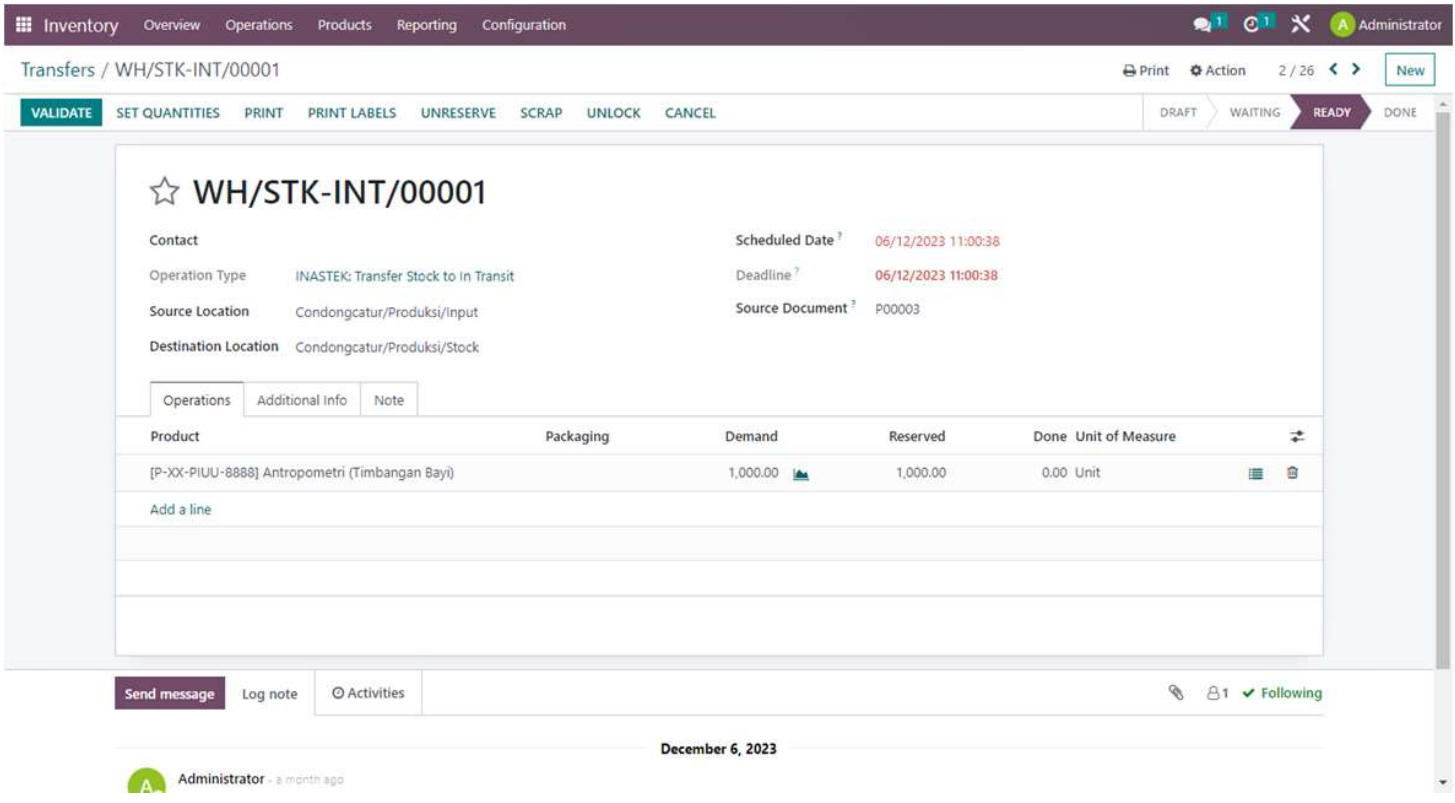 Inventory Overview Operations Products Reporting Configuration 1 1 A Administrator
Transfers / WH/STK-INT/00001 Print Action 2 / 26 New
VALIDATE SET QUANTITIES PRINT PRINT LABELS UNRESERVE SCRAP UNLOCK CANCEL DRAFT WAITING READY DONE
WH/STK-INT/00001
Contact Scheduled Date ? 06/12/2023 11:00:38
Operation Type INASTEK: Transfer Stock to In Transit Deadline ? 06/12/2023 11:00:38
Source Location Condongcatur/Produksi/Input Source Document ? P00003
Destination Location Condongcatur/Produksi/Stock
Operations Additional Info Note
Product Packaging Demand Reserved Done Unit of Measure
[P-XX-PIUU-8888] Antropometri (Timbangan Bayi) 1,000.00 1,000.00 0.00 Unit
Add a line
Send message Log note Activities 1 Following
December 6, 2023
A Administrator - a month ago